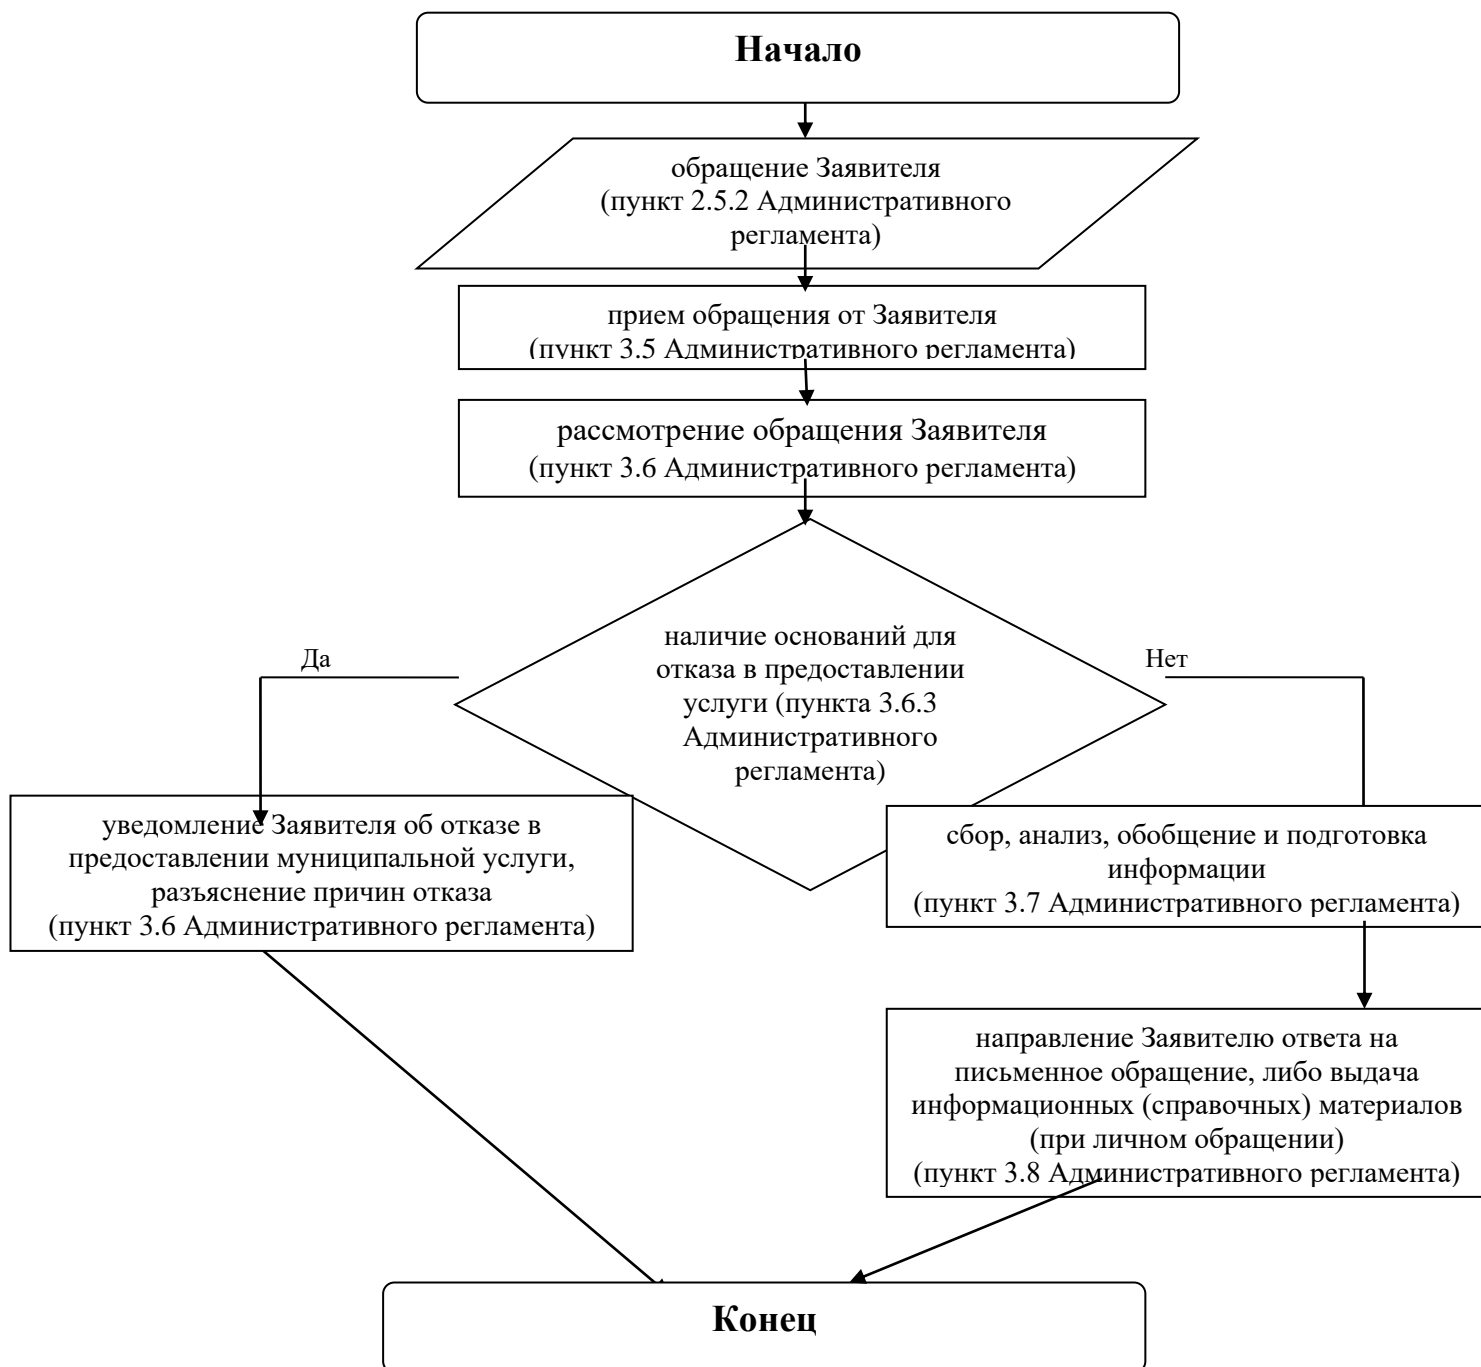 Начало
обращение Заявителя
(пункт 2.5.2 Административного
регламента)
прием обращения от Заявителя
(пункт 3.5 Административного регламента)
рассмотрение обращения Заявителя
(пункт 3.6 Административного регламента)
наличие оснований для
отказа в предоставлении
услуги (пункта 3.6.3
Административного
регламента)
Да
Нет
уведомление Заявителя об отказе в
предоставлении муниципальной услуги,
разъяснение причин отказа
(пункт 3.6 Административного регламента)
сбор, анализ, обобщение и подготовка
информации
(пункт 3.7 Административного регламента)
направление Заявителю ответа на
письменное обращение, либо выдача
информационных (справочных) материалов
(при личном обращении)
(пункт 3.8 Административного регламента)
Конец